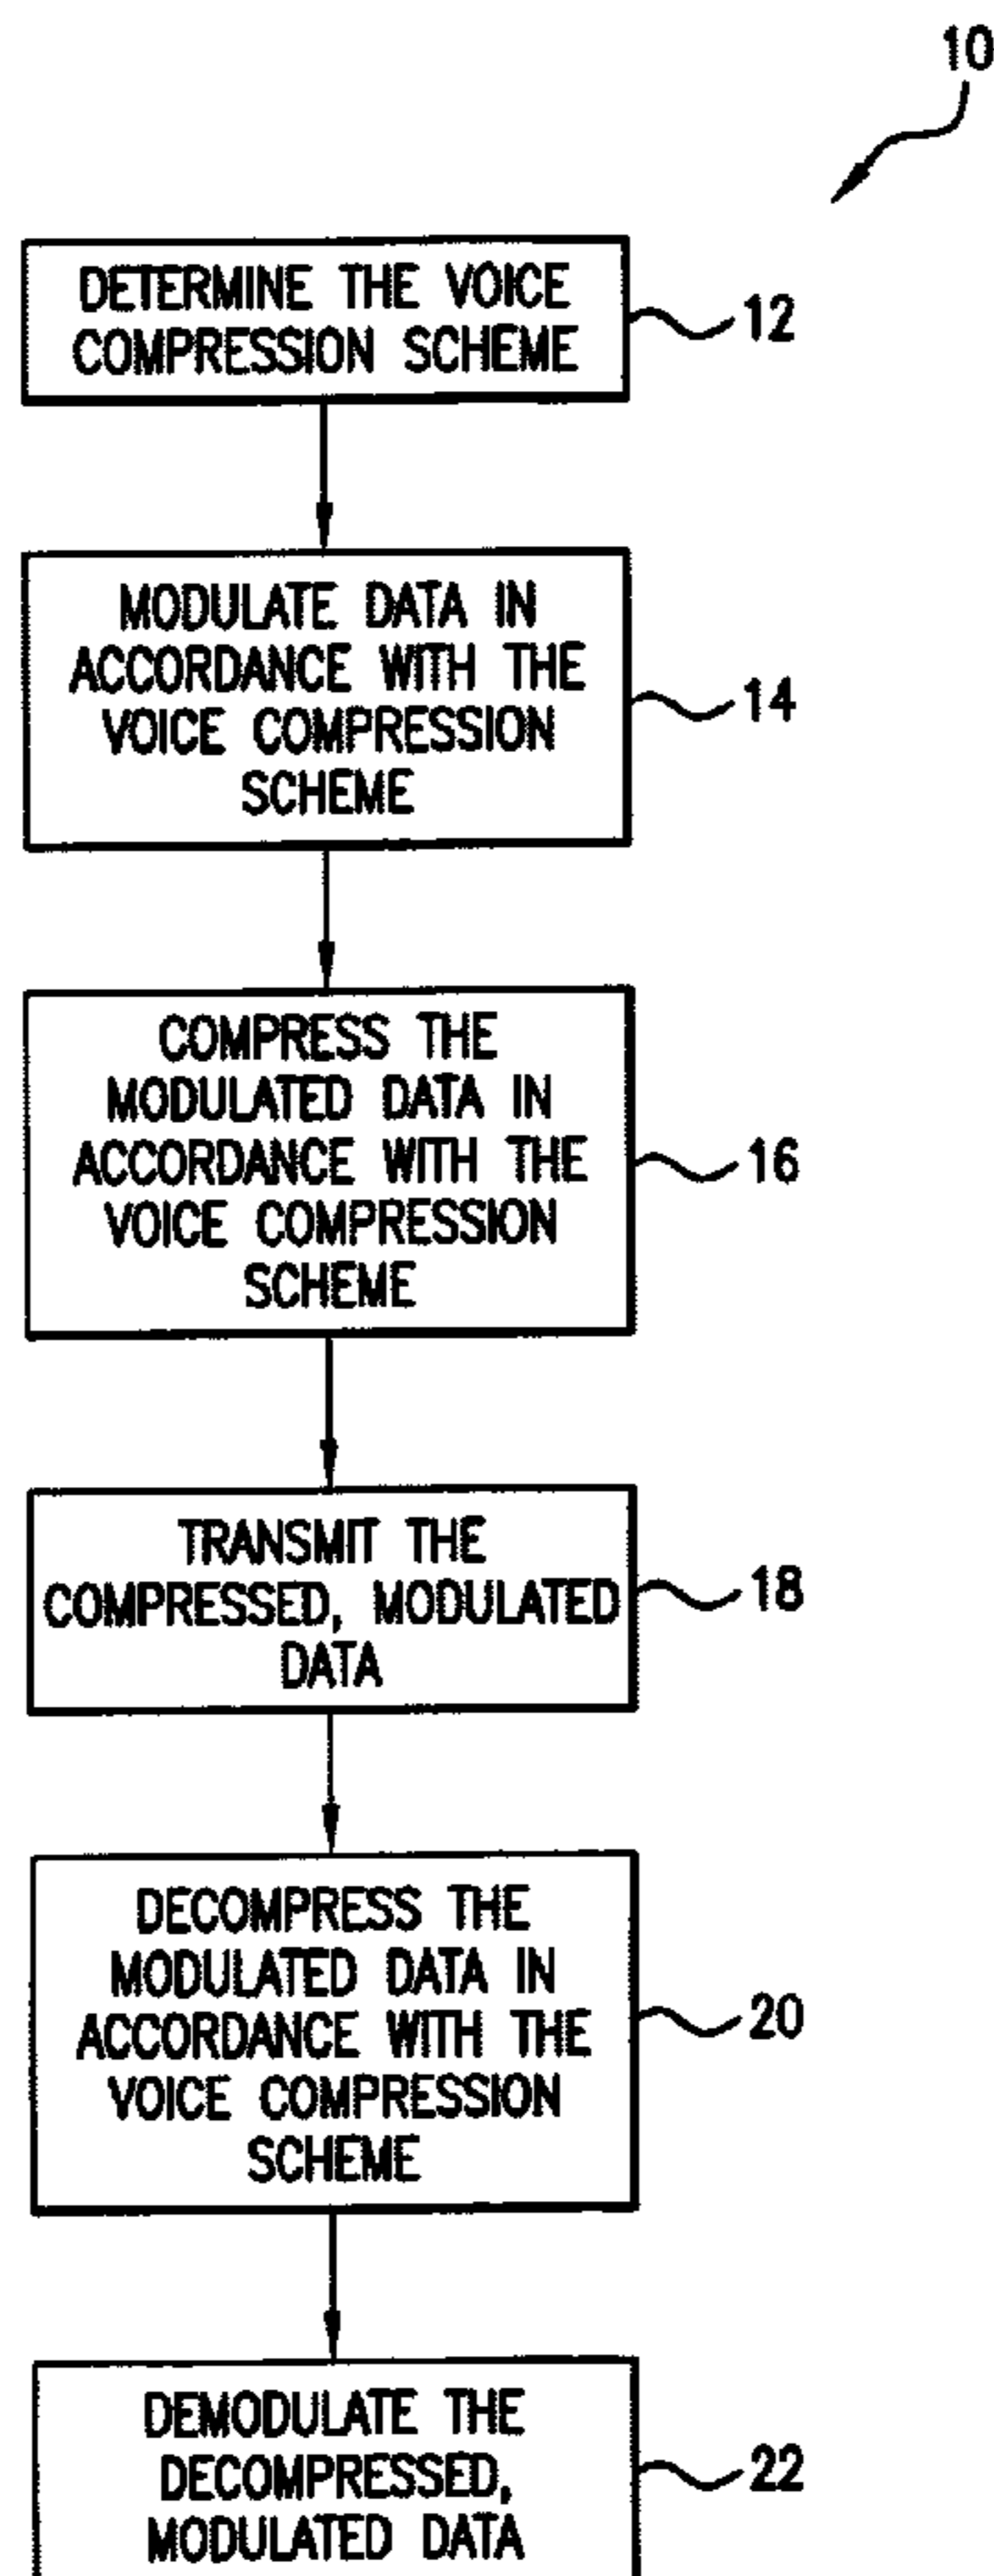 10
DETERMINE THE VOICE
COMPRESSION SCHEME
12
MODULATE DATA IN
ACCORDANCE WITH THE
VOICE COMPRESSION
SCHEME
14
COMPRESS THE
MODULATED DATA IN
ACCORDANCE WITH THE
VOICE COMPRESSION
SCHEME
16
TRANSMIT THE
COMPRESSED, MODULATED
DATA
18
DECOMPRESS THE
MODULATED DATA IN
ACCORDANCE WITH THE
VOICE COMPRESSION
SCHEME
20
DEMODULATE THE
DECOMPRESSED,
MODULATED DATA
22